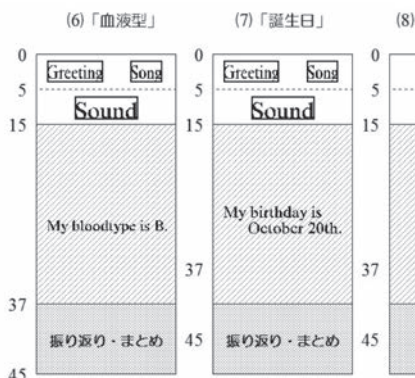 (6)「血液型」
0
Greeting Song
5
Sound
15
My bloodtype is B.
37
振り返り・まとめ
45
(7)「誕生日」
0
Greeting Song
5
Sound
15
My birthday is
October 20th.
37
振り返り・まとめ
45
(8)
0
5
15
37
45